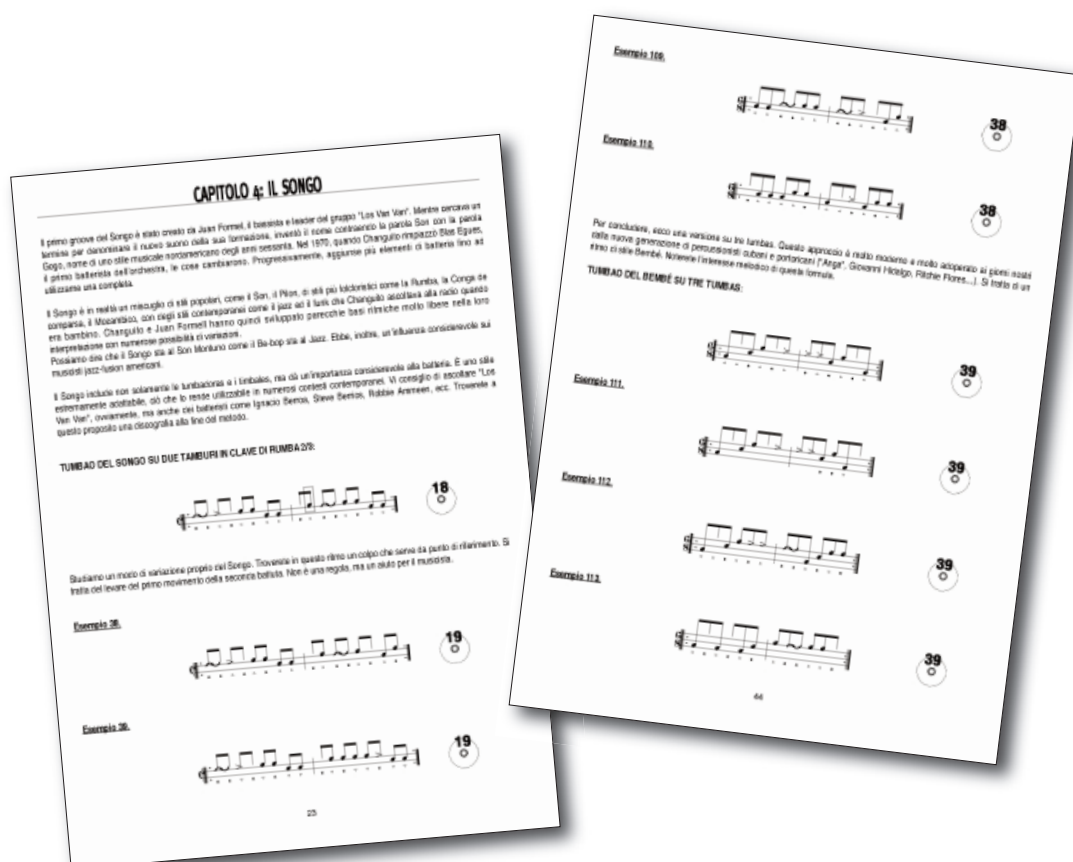 CAPITOLO 4: IL SONGO
Il primo groove del Songo è stato creato da Juan Formel, il bassista e leader del gruppo "Los Van Van". Mentre cercava un
termine per denominare il nuovo suono della sua formazione, inventò il nome contraendo la parola Son con la parola
Gogo, nome di uno stile musicale nordamericano degli anni sessanta. Nel 1970, quando Changuito rimpiazzò Blas Egues,
il primo batterista dell'orchestra, le cose cambiarono. Progressivamente, aggiunse più elementi di batteria fino ad
utilizzarne una completa.
Il Songo è in realtà un miscuglio di stili popolari, come il Son, il Pilon, di stili più folcloristici come la Rumba, la Conga de
comparsa, il Mozambico, con degli stili contemporanei come il jazz ed il funk che Changuito ascoltava alla radio quando
era bambino. Changuito e Juan Formell hanno quindi sviluppato parecchie basi ritmiche molto libere nella loro
interpretazione con numerose possibilità di variazioni.
Possiamo dire che il Songo sta al Son Montuno come il Be-bop sta al Jazz. Ebbe, inoltre, un'influenza considerevole sui
musicisti jazz-fusion americani.
Il Songo include non solamente le tumbadoras e i timbales, ma dà un'importanza considerevole alla batteria. È uno stile
estremamente adattabile, ciò che lo rende utilizzabile in numerosi contesti contemporanei. Vi consiglio di ascoltare "Los
Van Van", ovviamente, ma anche dei batteristi come Ignacio Berroa, Steve Berrios, Robbie Ammeen, ecc. Troverete a
questo proposito una discografia alla fine del metodo.
TUMBAO DEL SONGO SU DUE TAMBURI IN CLAVE DI RUMBA 2/3:
18
Studiamo un modo di variazione proprio del Songo. Troverete in questo ritmo un colpo che serve da punto di riferimento. Si
tratta del levare del primo movimento della seconda battuta. Non è una regola, ma un aiuto per il musicista.
Esempio 38.
19
Esempio 39.
19
23
Esempio 109.
38
Esempio 110.
38
Per concludere, ecco una versione su tre tumbas. Questo approccio è molto moderno e molto adoperato ai giorni nostri
dalla nuova generazione di percussionisti cubani e portoricani ("Anga", Giovanni Hidalgo, Ritchie Flores...). Si tratta di un
ritmo di stile Bembé. Noterete l'interesse melodico di queste formula.
TUMBAO DEL BEMBÉ SU TRE TUMBAS:
39
Esempio 111.
39
Esempio 112.
39
Esempio 113.
39
44